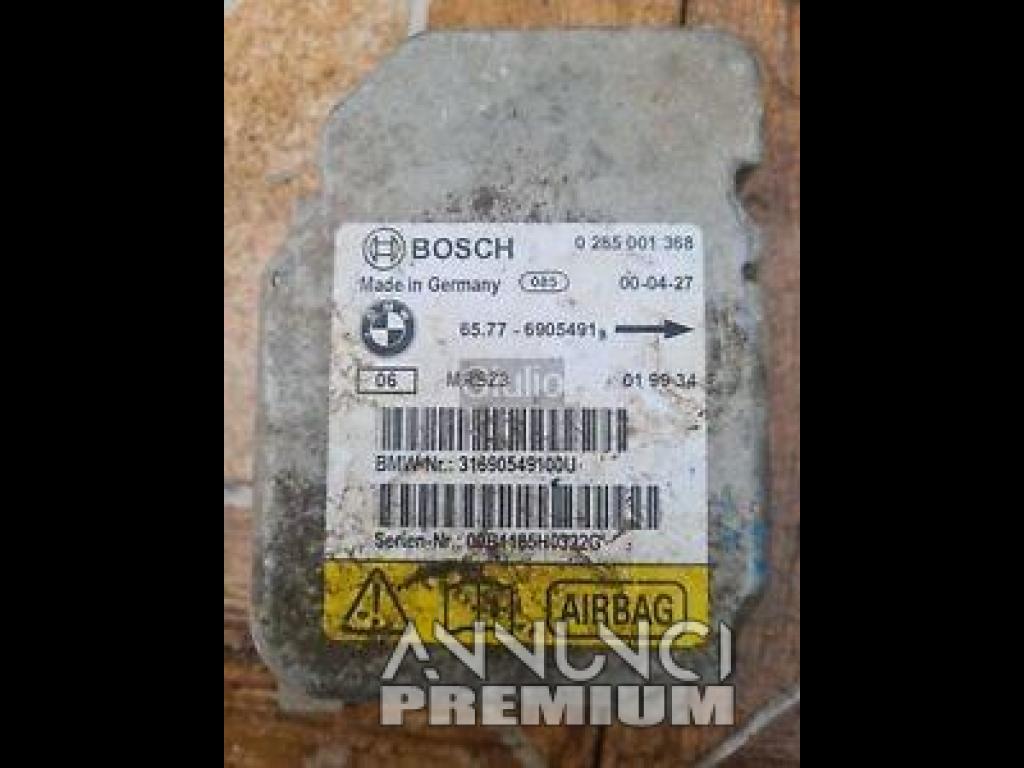 BOSCH 0 285 001 368
Made in Germany 085 00-04-27
65.77 - 6905491
06 01 99 34
BMW-Nr.: 31690549100U
Serien-Nr.:
AIRBAG
ANNUNCI
PREMIUM